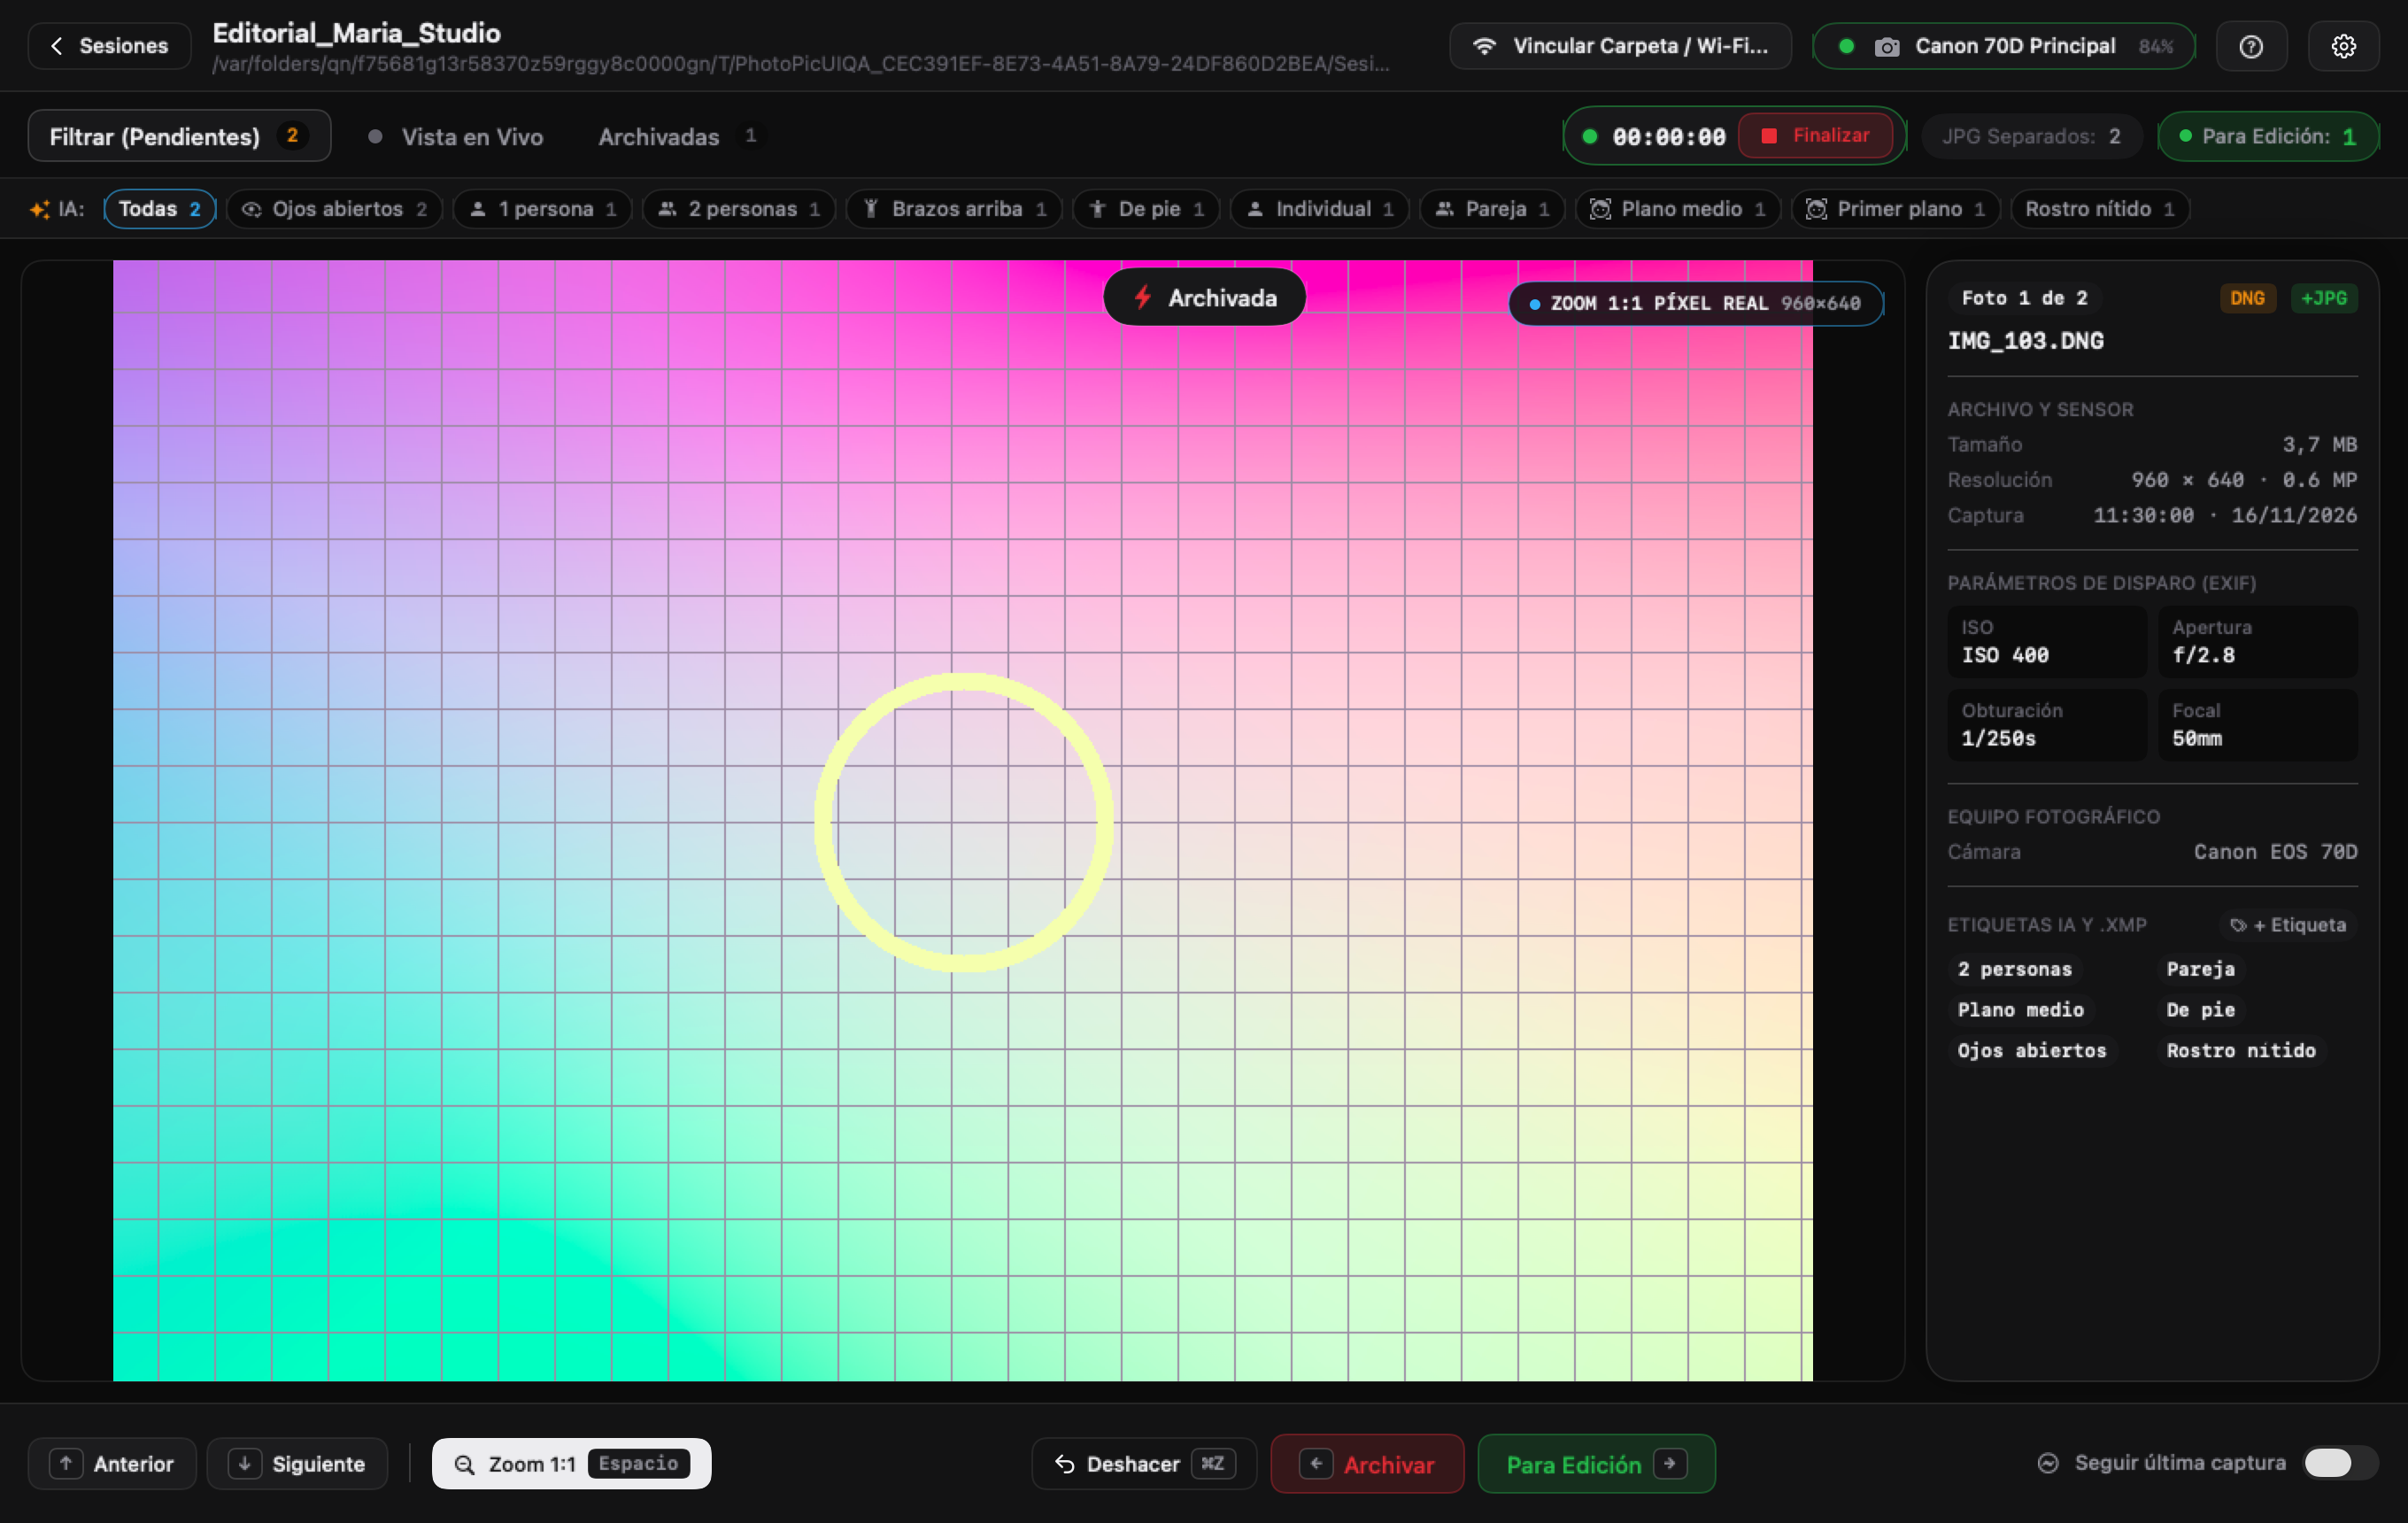 Sesiones
Editorial_Maria_Studio
/var/folders/qn/f75681g13r58370z59rggy8c0000gn/T/PhotoPicUIQA_CEC391EF-8E73-4A51-8A79-24DF860D2BEA/Sesi...
Vincular Carpeta / Wi-Fi...
Canon 70D Principal 84%
Filtrar (Pendientes) 2
Vista en Vivo
Archivadas 1
00:00:00
Finalizar
JPG Separados: 2
Para Edición: 1
IA:
Todas 2
Ojos abiertos 2
1 persona 1
2 personas 1
Brazos arriba 1
De pie 1
Individual 1
Pareja 1
Plano medio 1
Primer plano 1
Rostro nítido 1
Archivada
ZOOM 1:1 PÍXEL REAL 960×640
Foto 1 de 2
DNG
+JPG
IMG_103.DNG
ARCHIVO Y SENSOR
Tamaño 3,7 MB
Resolución 960 × 640 · 0.6 MP
Captura 11:30:00 · 16/11/2026
PARÁMETROS DE DISPARO (EXIF)
ISO
ISO 400
Apertura
f/2.8
Obturación
1/250s
Focal
50mm
EQUIPO FOTOGRÁFICO
Cámara Canon EOS 70D
ETIQUETAS IA Y .XMP
+ Etiqueta
2 personas
Pareja
Plano medio
De pie
Ojos abiertos
Rostro nítido
Anterior
Siguiente
Zoom 1:1 Espacio
Deshacer ⌘Z
Archivar
Para Edición
Seguir última captura